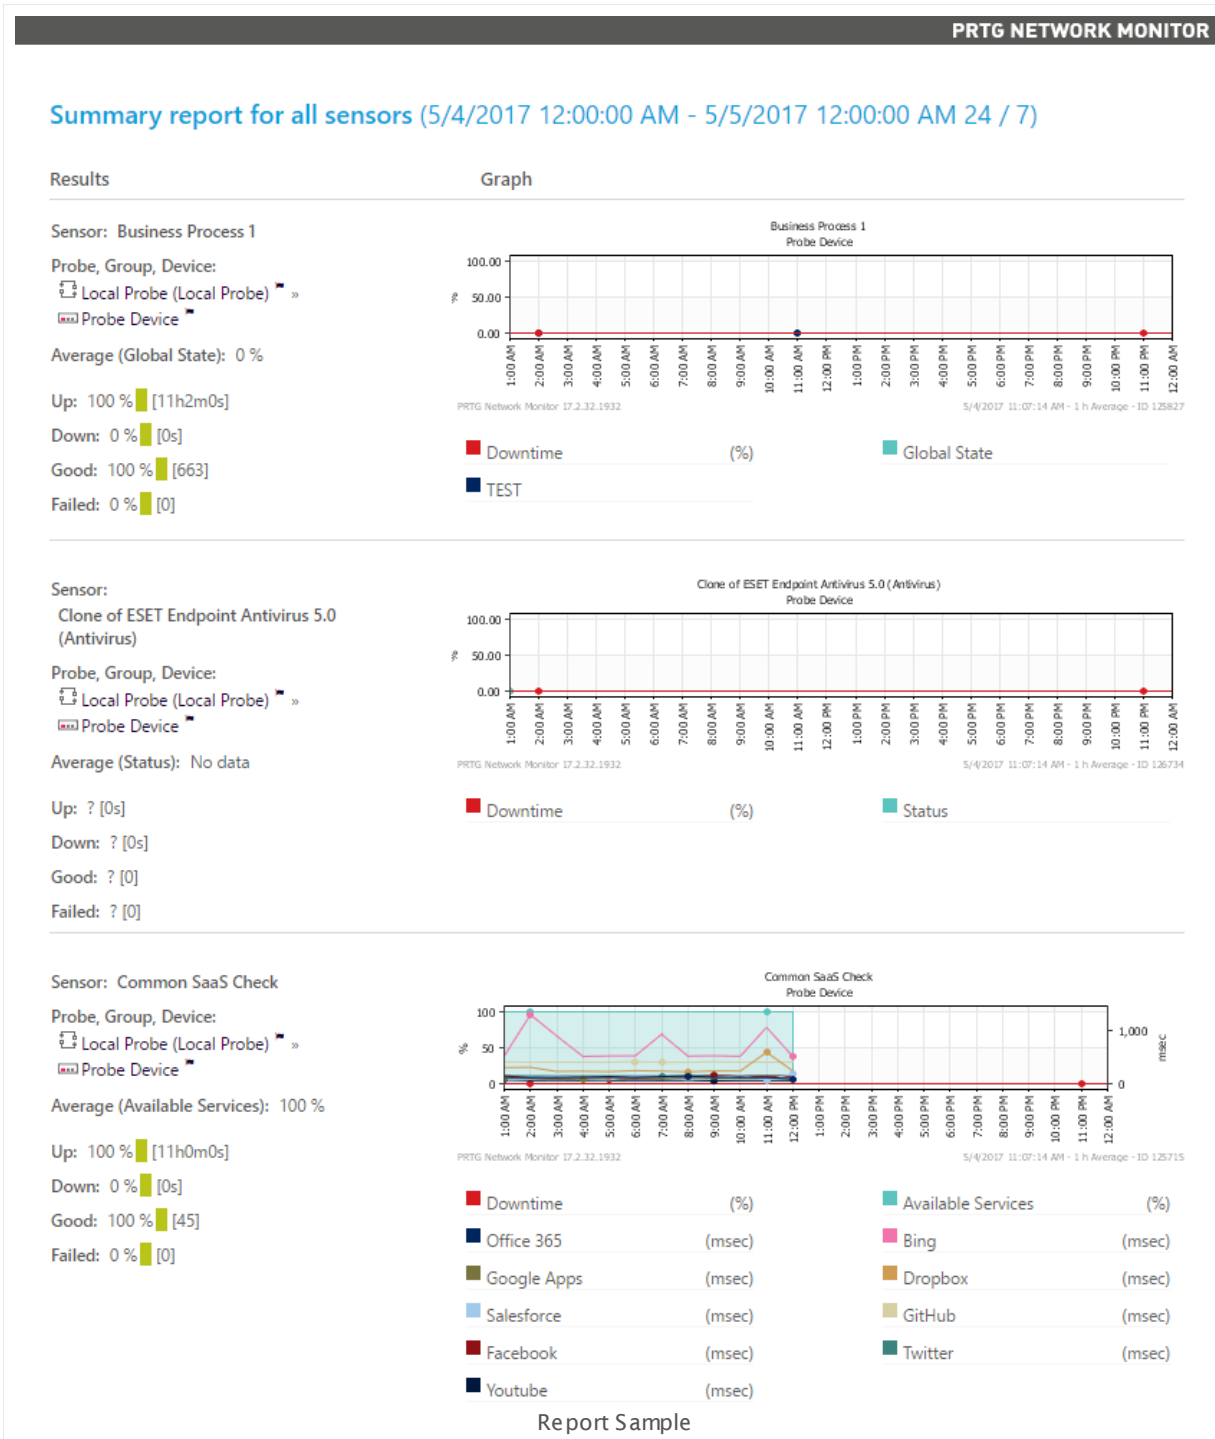 PRTG NETWORK MONITOR
Summary report for all sensors (5/4/2017 12:00:00 AM - 5/5/2017 12:00:00 AM 24 / 7)
Results Graph
Sensor: Business Process 1
Probe, Group, Device:
Local Probe (Local Probe) »
Probe Device
Average (Global State): 0 %
Up: 100 % [11h2m0s]
Down: 0 % [0s]
Good: 100 % [663]
Failed: 0 % [0]
Business Process 1
Probe Device
100.00
50.00
0.00
%
1:00 AM 2:00 AM 3:00 AM 4:00 AM 5:00 AM 6:00 AM 7:00 AM 8:00 AM 9:00 AM 10:00 AM 11:00 AM 12:00 PM 1:00 PM 2:00 PM 3:00 PM 4:00 PM 5:00 PM 6:00 PM 7:00 PM 8:00 PM 9:00 PM 10:00 PM 11:00 PM 12:00 AM
PRTG Network Monitor 17.2.32.1932 5/4/2017 11:07:14 AM - 1 h Average - ID 125827
Downtime (%) Global State
TEST
Sensor:
Clone of ESET Endpoint Antivirus 5.0
(Antivirus)
Probe, Group, Device:
Local Probe (Local Probe) »
Probe Device
Average (Status): No data
Up: ? [0s]
Down: ? [0s]
Good: ? [0]
Failed: ? [0]
Clone of ESET Endpoint Antivirus 5.0 (Antivirus)
Probe Device
100.00
50.00
0.00
%
1:00 AM 2:00 AM 3:00 AM 4:00 AM 5:00 AM 6:00 AM 7:00 AM 8:00 AM 9:00 AM 10:00 AM 11:00 AM 12:00 PM 1:00 PM 2:00 PM 3:00 PM 4:00 PM 5:00 PM 6:00 PM 7:00 PM 8:00 PM 9:00 PM 10:00 PM 11:00 PM 12:00 AM
PRTG Network Monitor 17.2.32.1932 5/4/2017 11:07:14 AM - 1 h Average - ID 126734
Downtime (%) Status
Sensor: Common SaaS Check
Probe, Group, Device:
Local Probe (Local Probe) »
Probe Device
Average (Available Services): 100 %
Up: 100 % [11h0m0s]
Down: 0 % [0s]
Good: 100 % [45]
Failed: 0 % [0]
Common SaaS Check
Probe Device
100
50
0
%
1,000
0
msec
1:00 AM 2:00 AM 3:00 AM 4:00 AM 5:00 AM 6:00 AM 7:00 AM 8:00 AM 9:00 AM 10:00 AM 11:00 AM 12:00 PM 1:00 PM 2:00 PM 3:00 PM 4:00 PM 5:00 PM 6:00 PM 7:00 PM 8:00 PM 9:00 PM 10:00 PM 11:00 PM 12:00 AM
PRTG Network Monitor 17.2.32.1932 5/4/2017 11:07:14 AM - 1 h Average - ID 125715
Downtime (%) Available Services (%)
Office 365 (msec) Bing (msec)
Google Apps (msec) Dropbox (msec)
Salesforce (msec) GitHub (msec)
Facebook (msec) Twitter (msec)
Youtube (msec)
Report Sample